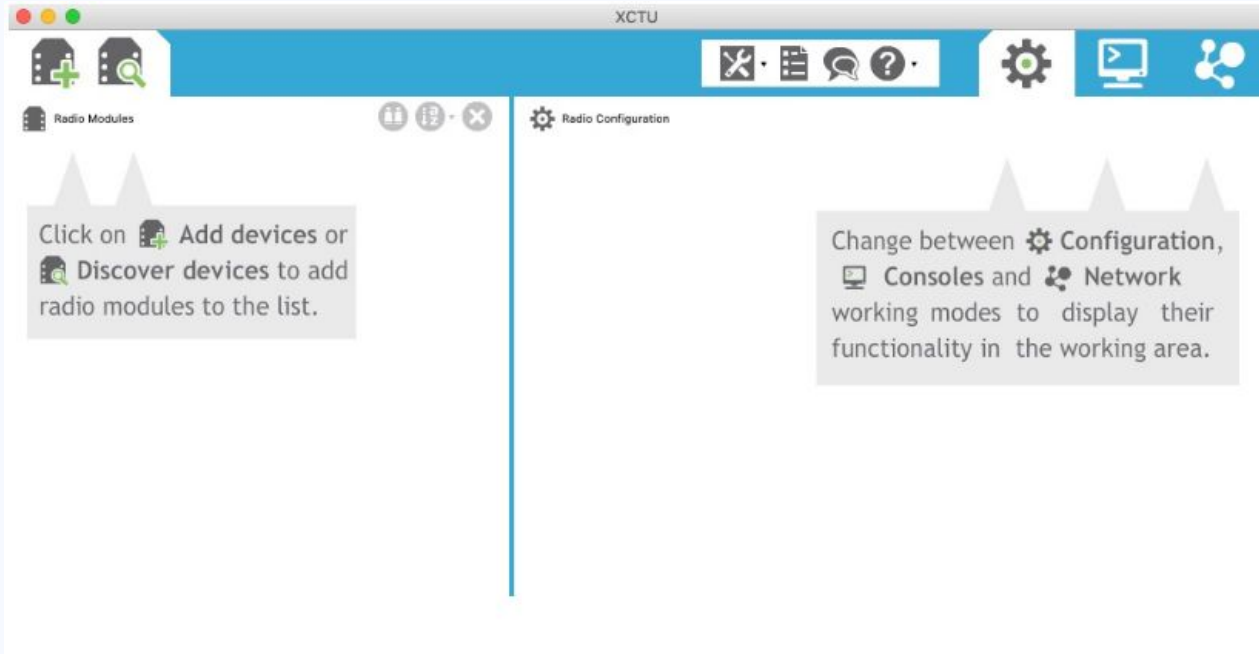 XCTU
Radio Modules
Radio Configuration
Click on Add devices or
Discover devices to add
radio modules to the list.
Change between Configuration,
Consoles and Network
working modes to display their
functionality in the working area.